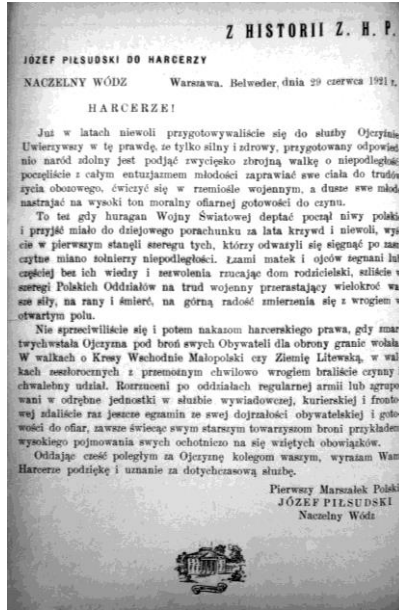 Z HISTORII Z. H. P.
JÓZEF PIŁSUDSKI DO HARCERZY
NACZELNY WÓDZ Warszawa, Belweder, dnia 29 czerwca 1921 r.
HARCERZE!
Już w latach niewoli przygotowywaliście się do służby Ojczyźnie
Uwierzywszy w tę prawdę, że tylko silny i zdrowy, przygotowany odpowied
nio naród zdolny jest podjąć zwycięsko zbrojną walkę o niepodległość
poczęliście z całym entuzjazmem młodości zaprawiać swe ciała do trudów
życia obozowego, ćwiczyć się w rzemiośle wojennym, a dusze swe młode
nastrajać na wysoki ton moralny ofiarnej gotowości do czynu.
To też gdy huragan Wojny Światowej deptać począł niwy polski
i przyjść miało do dziejowego porachunku za lata krzywd i niewoli, wyś
cie w pierwszym stanęli szeregu tych, którzy odważyli się sięgnąć po zasz
czytne miano żołnierzy niepodległości. Łzami matek i ojców żegnani lub
częściej bez ich wiedzy i zezwolenia rzucając dom rodzicielski, szliście w
szeregi Polskich Oddziałów na trud wojenny przerastający wielokroć wa
sze siły, na rany i śmierć, na górną radość zmierzenia się z wrogiem w
otwartym polu.
Nie sprzeciwiliście się i potem nakazom harcerskiego prawa, gdy zmar
twychwstała Ojczyzna pod broń swych Obywateli dla obrony granic wołała
W walkach o Kresy Wschodnie Małopolski czy Ziemię Litewską, w wal
kach zeszłorocznych z przemożnym chwilowo wrogiem braliście czynny i
chwalebny udział. Rozrzuceni po oddziałach regularnej armii lub zgrupo
wani w odrębne jednostki w służbie wywiadowczej, kurierskiej i fronto
wej zdaliście raz jeszcze egzamin ze swej dojrzałości obywatelskiej i goto
wości do ofiar, zawsze świecąc swym starszym towarzyszom broni przykładem
wysokiego pojmowania swych ochotniczo na się wziętych obowiązków.
Oddając cześć poległym za Ojczyznę kolegom waszym, wyrażam Wam
Harcerze podziękę i uznanie za dotychczasową służbę.
Pierwszy Marszałek Polski
JÓZEF PIŁSUDSKI
Naczelny Wódz